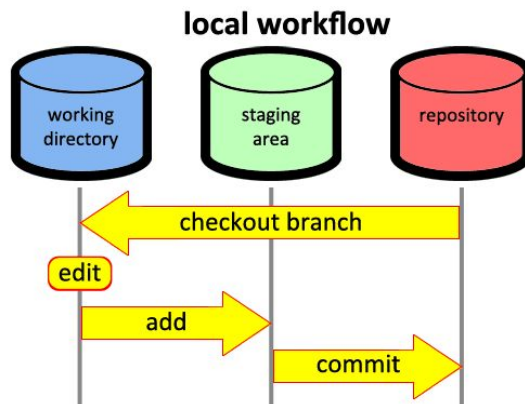 local workflow
working
directory
staging
area
repository
checkout branch
edit
add
commit